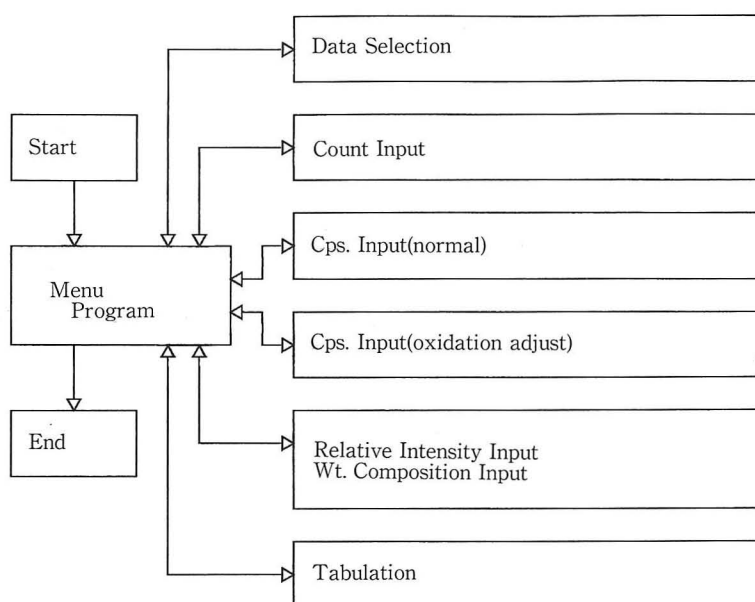 Data Selection
Start
Count Input
Cps. Input(normal)
Menu
Program
Cps. Input(oxidation adjust)
End
Relative Intensity Input
Wt. Composition Input
Tabulation